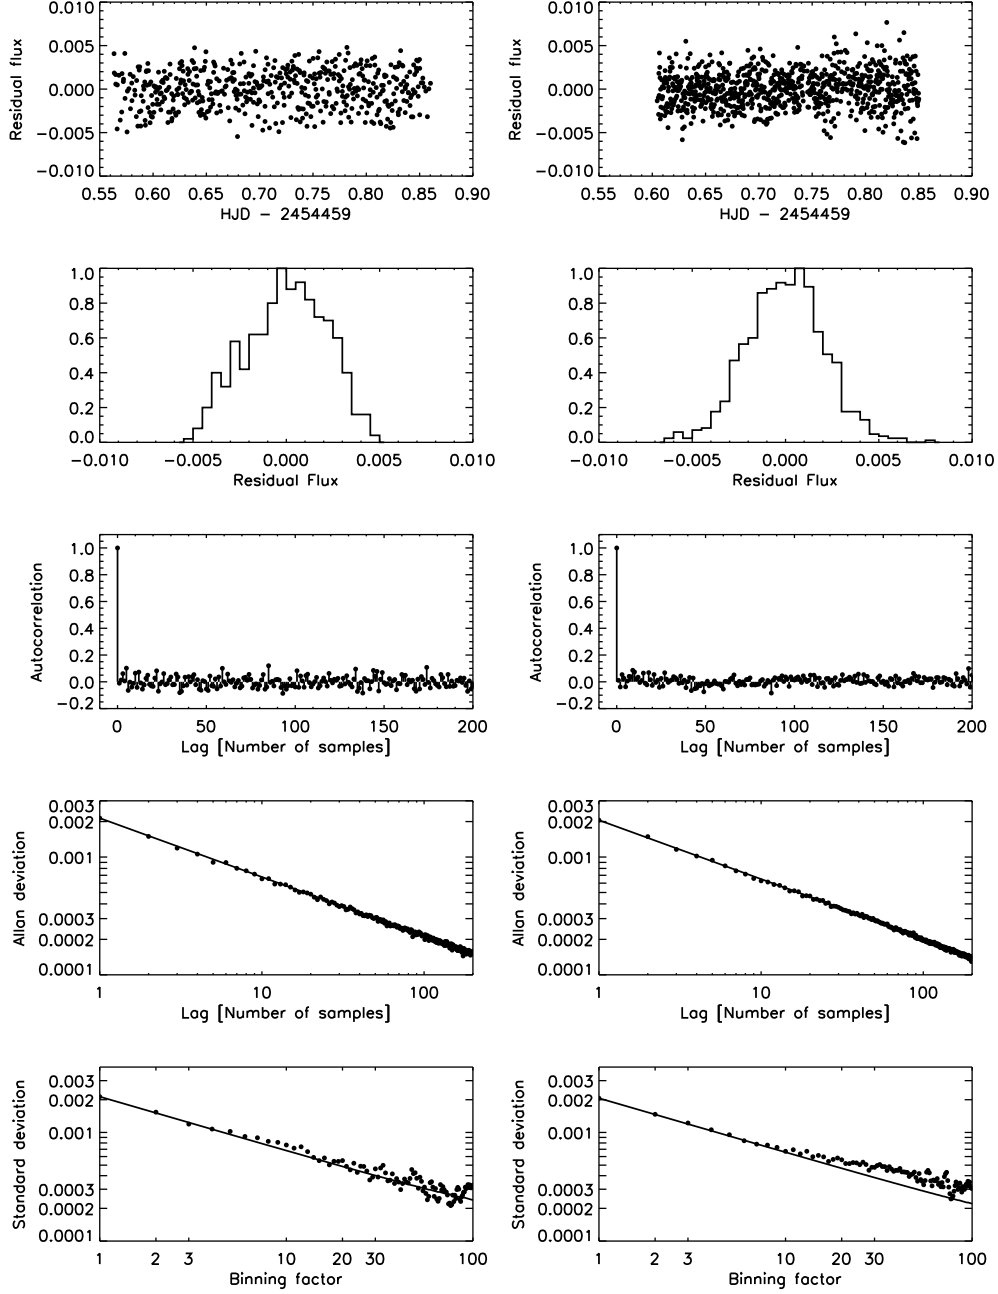 0.010 0.010
0.005 0.005
0.000 0.000
−0.005 −0.005
−0.010 −0.010
Residual flux Residual flux
0.55 0.60 0.65 0.70 0.75 0.80 0.85 0.90 0.55 0.60 0.65 0.70 0.75 0.80 0.85 0.90
HJD − 2454459 HJD − 2454459
1.0 1.0
0.8 0.8
0.6 0.6
0.4 0.4
0.2 0.2
0.0 0.0
−0.010 −0.005 0.000 0.005 0.010 −0.010 −0.005 0.000 0.005 0.010
Residual Flux Residual Flux
1.0 1.0
0.8 0.8
0.6 0.6
0.4 0.4
0.2 0.2
0.0 0.0
−0.2 −0.2
Autocorrelation Autocorrelation
0 50 100 150 200 0 50 100 150 200
Lag [Number of samples] Lag [Number of samples]
0.003 0.003
0.002 0.002
0.001 0.001
0.0003 0.0003
0.0002 0.0002
0.0001 0.0001
Allan deviation Allan deviation
1 10 100 1 10 100
Lag [Number of samples] Lag [Number of samples]
0.003 0.003
0.002 0.002
0.001 0.001
0.0003 0.0003
0.0002 0.0002
0.0001 0.0001
Standard deviation Standard deviation
1 2 3 10 20 30 100 1 2 3 10 20 30 100
Binning factor Binning factor